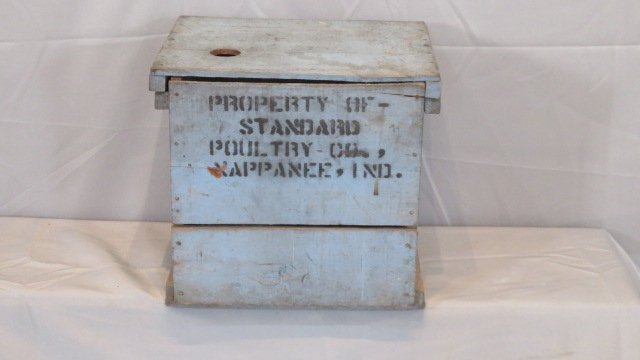 PROPERTY OF-
STANDARD
POULTRY CO.,
NAPPANEE, IND.